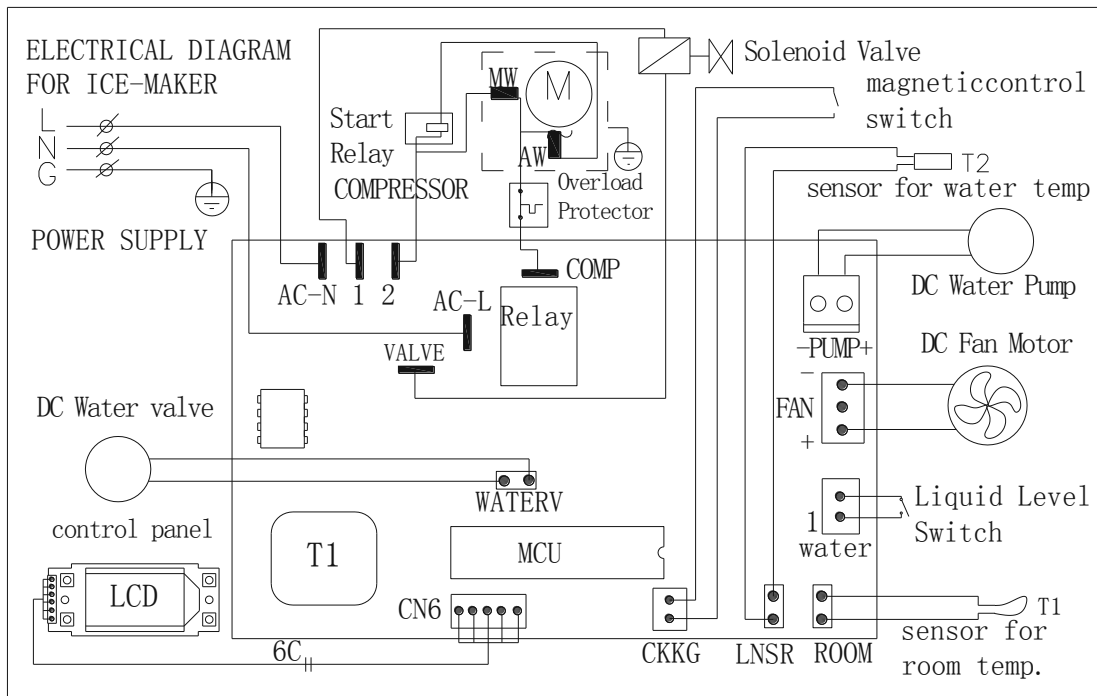 ELECTRICAL DIAGRAM
FOR ICE-MAKER
L
N
G
POWER SUPPLY
Start
Relay
COMPRESSOR
MW
M
AW
Overload
Protector
Solenoid Valve
magneticcontrol
switch
T2
sensor for water temp
DC Water Pump
AC-N 1 2
COMP
AC-L
Relay
VALVE
-PUMP+
DC Fan Motor
-
FAN
+
DC Water valve
WATERV
Liquid Level
Switch
1
water
control panel
T1
MCU
LCD
CN6
6C
CKKG
LNSR
ROOM
T1
sensor for
room temp.